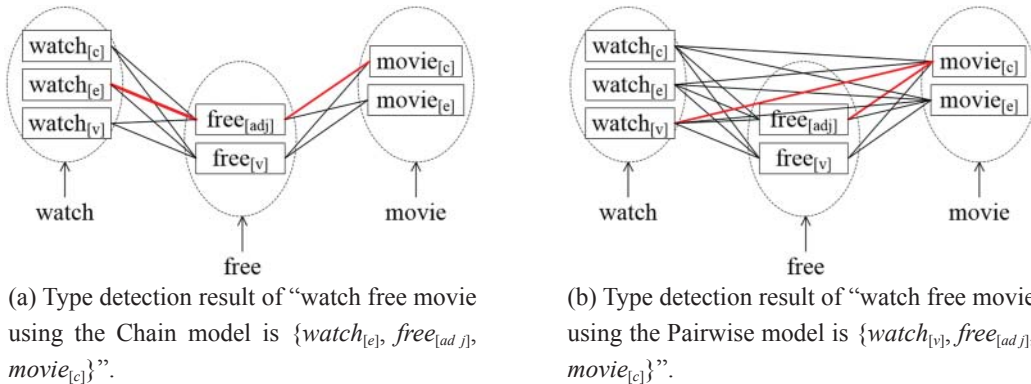 watch[c]
watch[e]
watch[v]
free[adj]
free[v]
movie[c]
movie[e]
watch
free
movie
(a) Type detection result of “watch free movie
using the Chain model is {watch[e], free[ad j],
movie[c]}”.
watch[c]
watch[e]
watch[v]
free[adj]
free[v]
movie[c]
movie[e]
watch
free
movie
(b) Type detection result of “watch free movie
using the Pairwise model is {watch[v], free[ad j],
movie[c]}”.